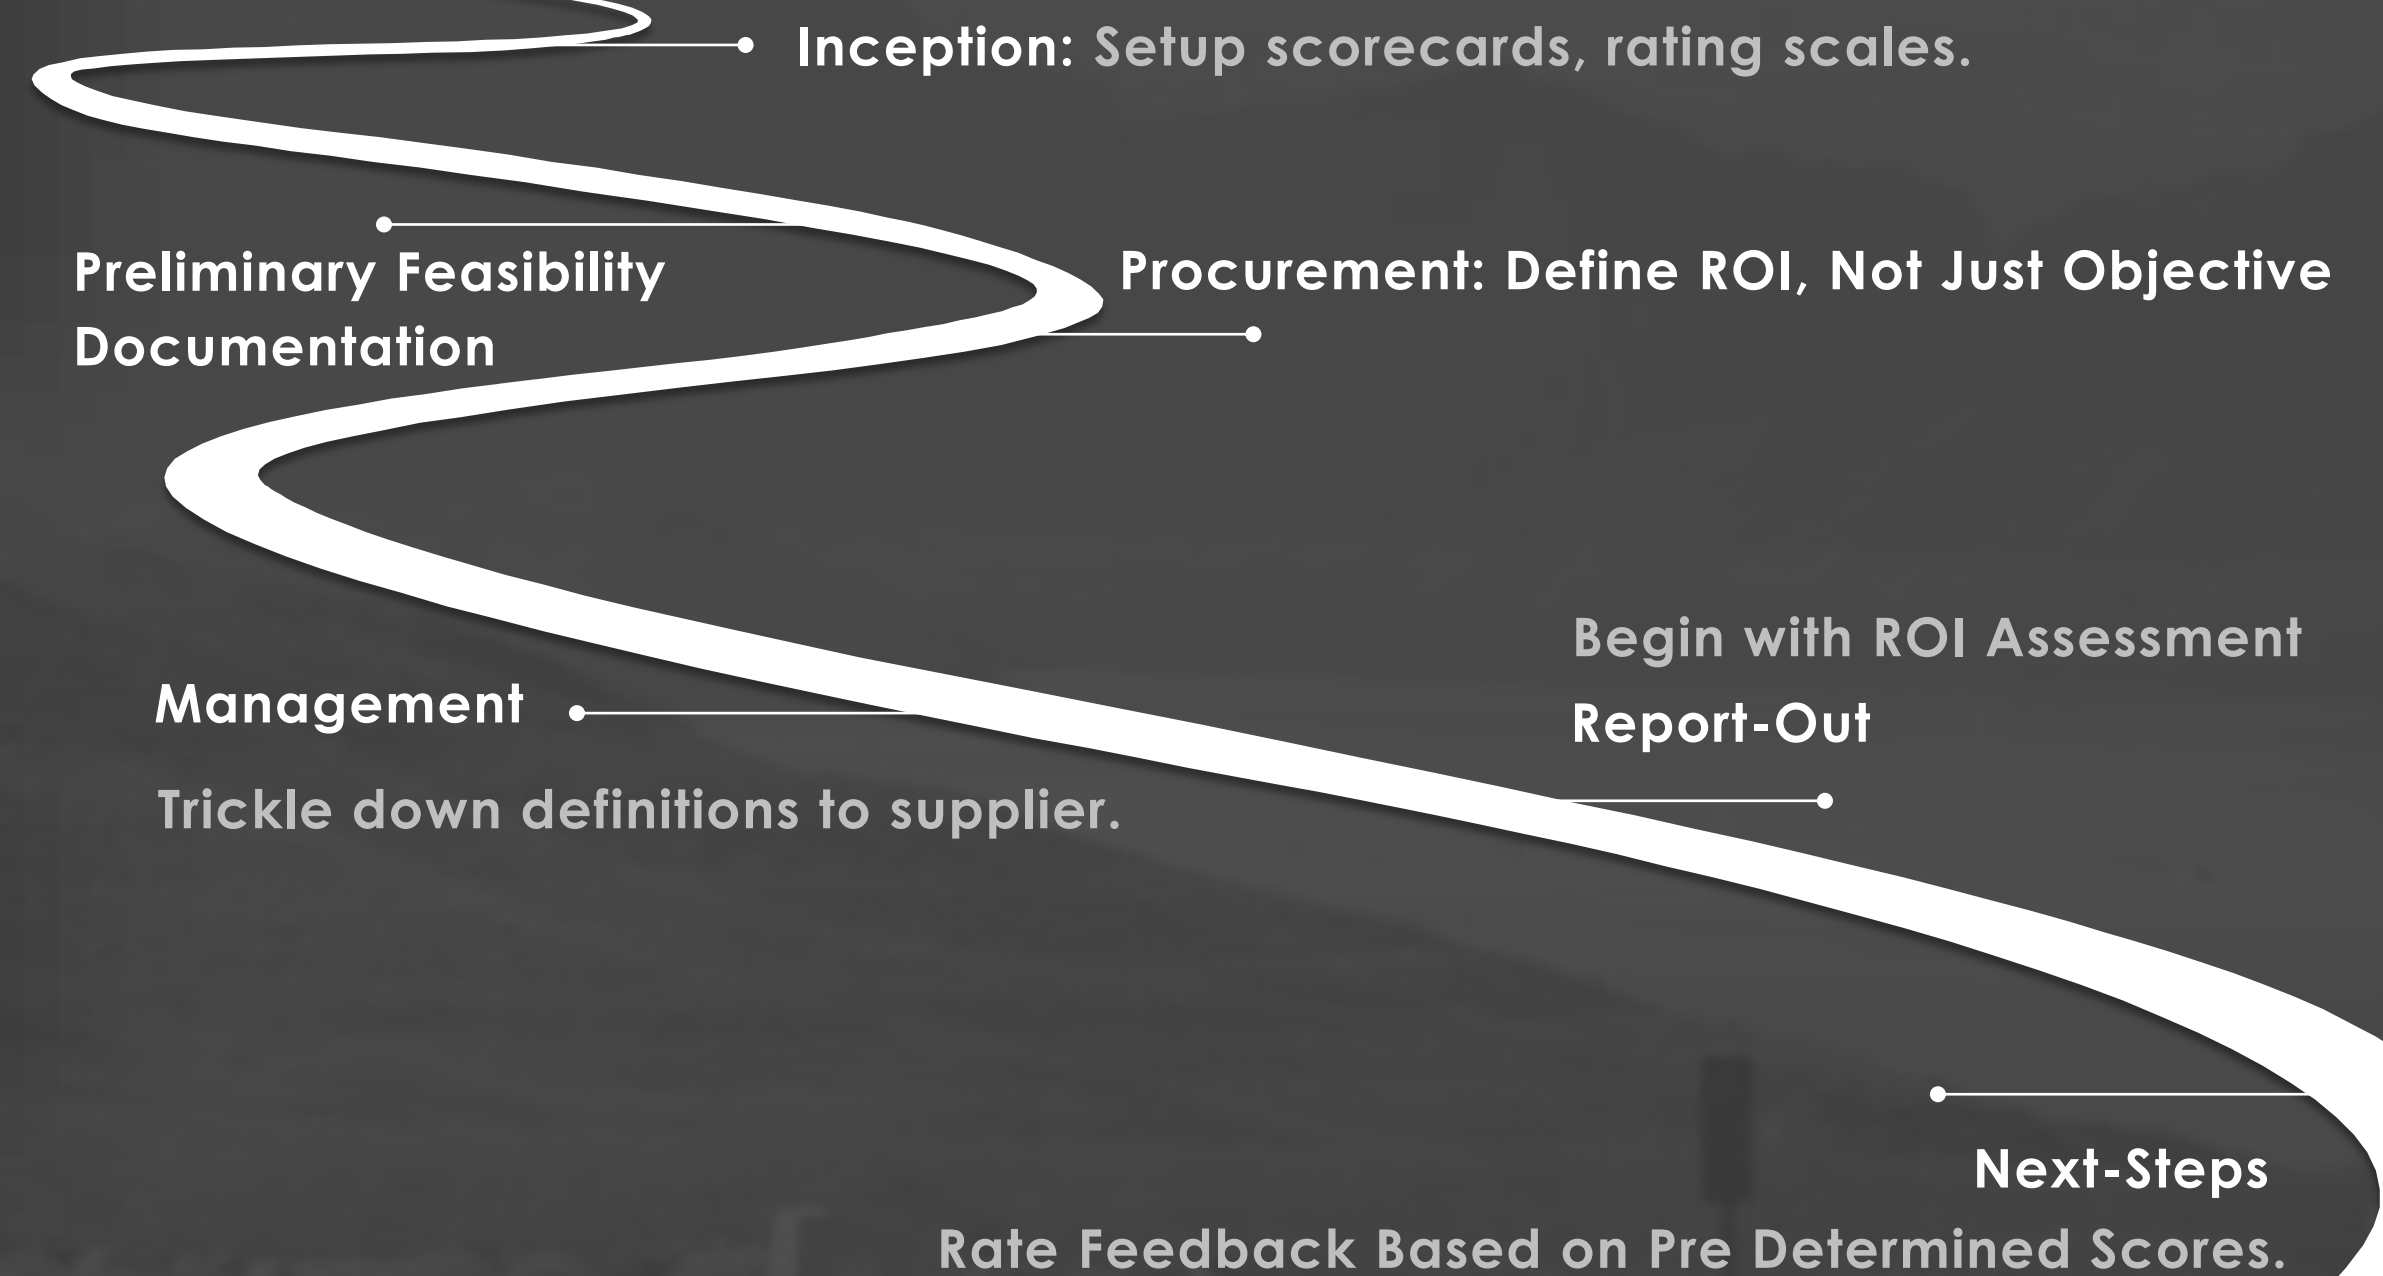 Inception: Setup scorecards, rating scales.
Preliminary Feasibility
Documentation
Procurement: Define ROI, Not Just Objective
Management
Trickle down definitions to supplier.
Begin with ROI Assessment
Report-Out
Next-Steps
Rate Feedback Based on Pre Determined Scores.